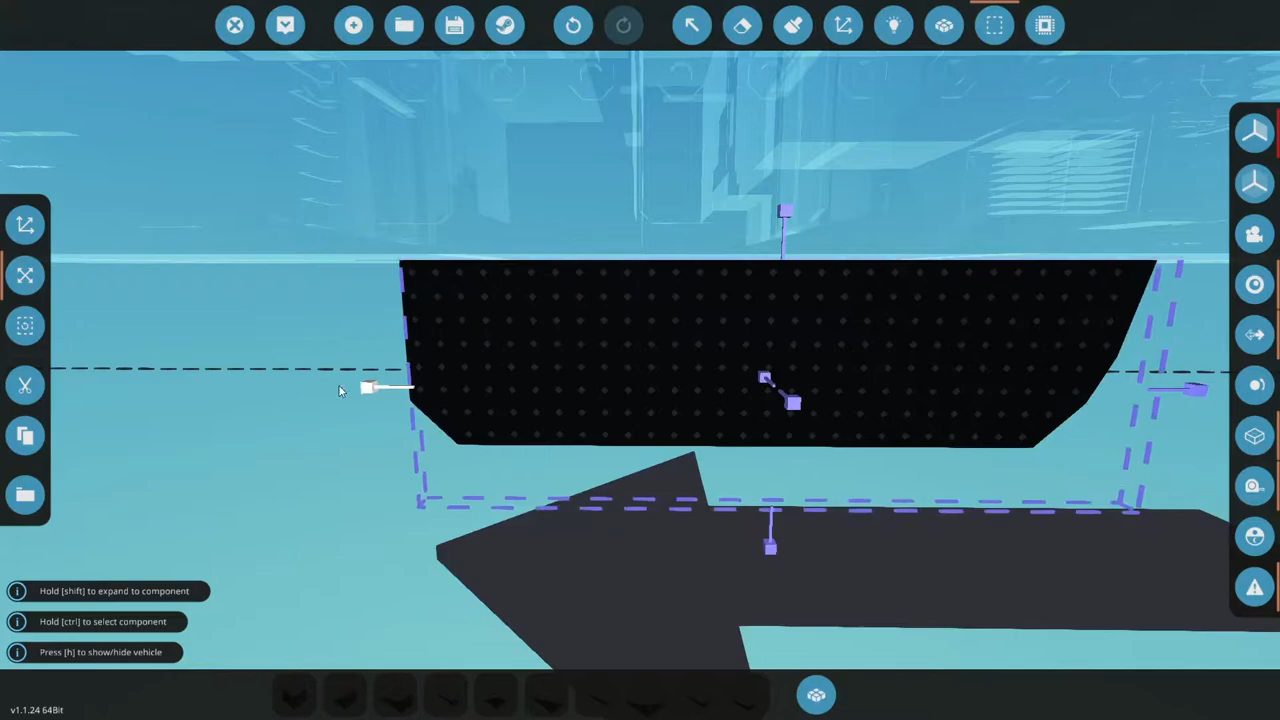 Hold [shift] to expand to component
Hold [ctrl] to select component
Press [h] to show/hide vehicle
v1.1.24 64Bit